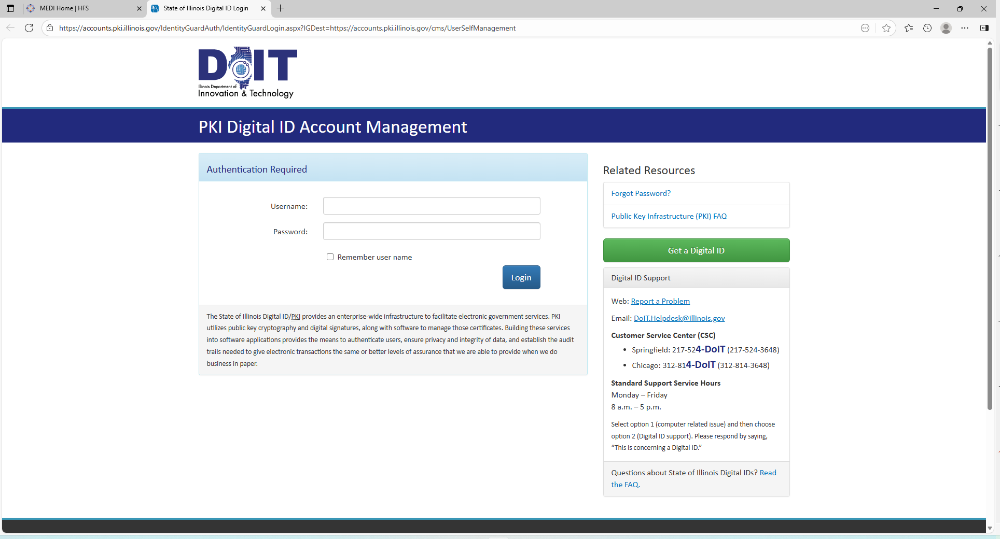 MEDI Home | HFS
State of Illinois Digital ID Login
https://accounts.pki.illinois.gov/IdentityGuardAuth/IdentityGuardLogin.aspx?IGDest=https://accounts.pki.illinois.gov/cms/UserSelfManagement
DoIT
Illinois Department of
Innovation & Technology
PKI Digital ID Account Management
Authentication Required
Username:
Password:
Remember user name
Login
The State of Illinois Digital ID/PKI provides an enterprise-wide infrastructure to facilitate electronic government services. PKI
utilizes public key cryptography and digital signatures, along with software to manage those certificates. Building these services
into software applications provides the means to authenticate users, ensure privacy and integrity of data, and establish the audit
trails needed to give electronic transactions the same or better levels of assurance that we are able to provide when we do
business in paper.
Related Resources
Forgot Password?
Public Key Infrastructure (PKI) FAQ
Get a Digital ID
Digital ID Support
Web: Report a Problem
Email: DoIT.Helpdesk@illinois.gov
Customer Service Center (CSC)
• Springfield: 217-524-DoIT (217-524-3648)
• Chicago: 312-814-DoIT (312-814-3648)
Standard Support Service Hours
Monday – Friday
8 a.m. – 5 p.m.
Select option 1 (computer related issue) and then choose
option 2 (Digital ID support). Please respond by saying,
“This is concerning a Digital ID.”
Questions about State of Illinois Digital IDs? Read
the FAQ.